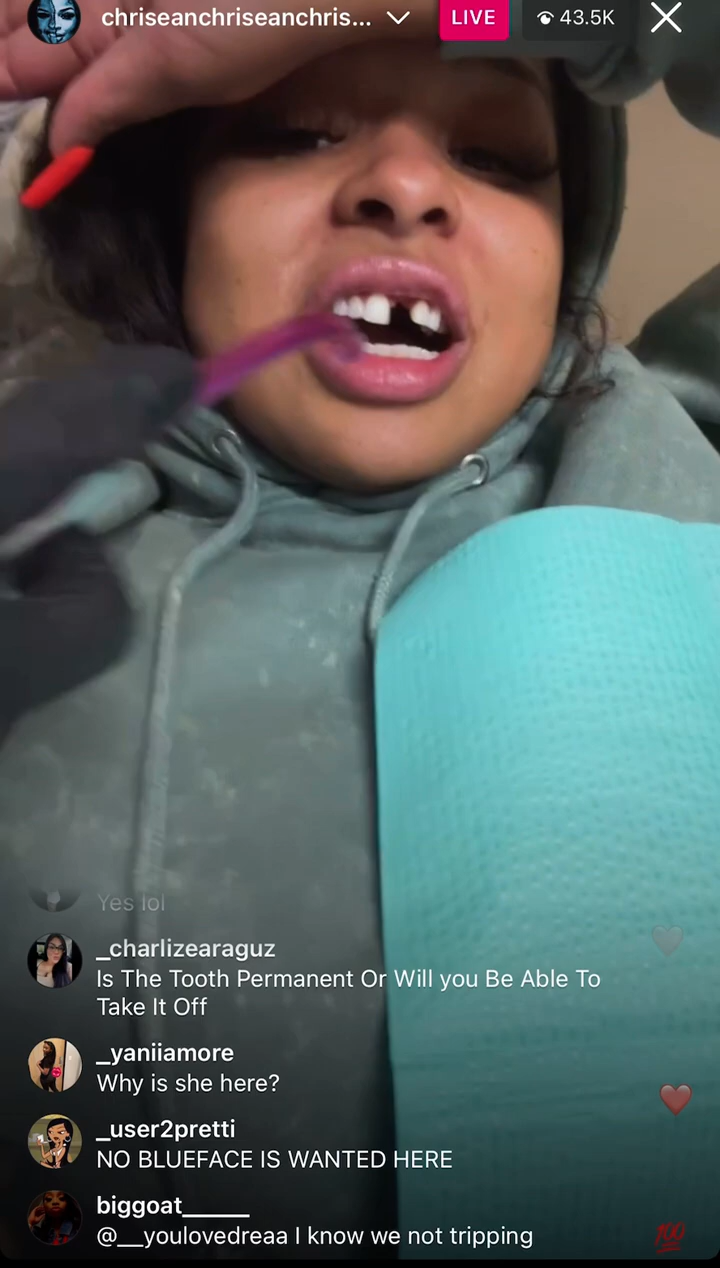 chriseanchriseanchris...
LIVE
43.5K
Yes lol
_charlizearaguz
Is The Tooth Permanent Or Will you Be Able To
Take It Off
_yaniiamore
Why is she here?
_user2pretti
NO BLUEFACE IS WANTED HERE
biggoat______
@__youlovedreaa I know we not tripping
💯